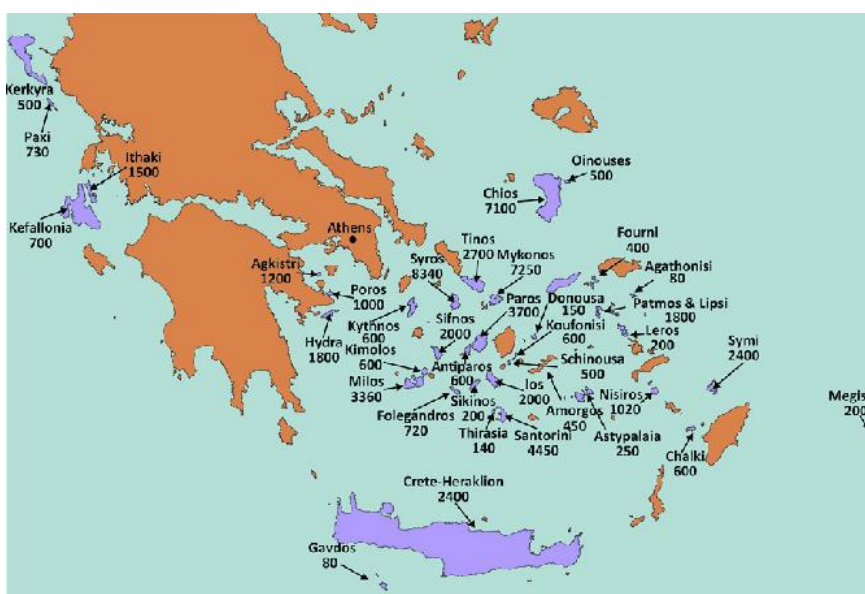 Kerkyra
500
Paxi
730
Ithaki
1500
Kefallonia
700
Oinouses
500
Chios
7100
Athens
Fourni
400
Tinos
2700
Mykonos
7250
Syros
8340
Agathonisi
80
Agkistri
1200
Poros
1000
Paros
3700
Donousa
150
Patmos & Lipsi
1800
Kythnos
600
Sifnos
2000
Koufonisi
600
Leros
200
Hydra
1800
Kimolos
600
Schinousa
500
Symi
2400
Antiparos
600
Milos
3360
Ios
2000
Nisiros
1020
Megis
200
Sikinos
200
Folegandros
720
Amorgos
450
Thirasia
140
Santorini
4450
Astypalaia
250
Chalki
600
Crete-Heraklion
2400
Gavdos
80